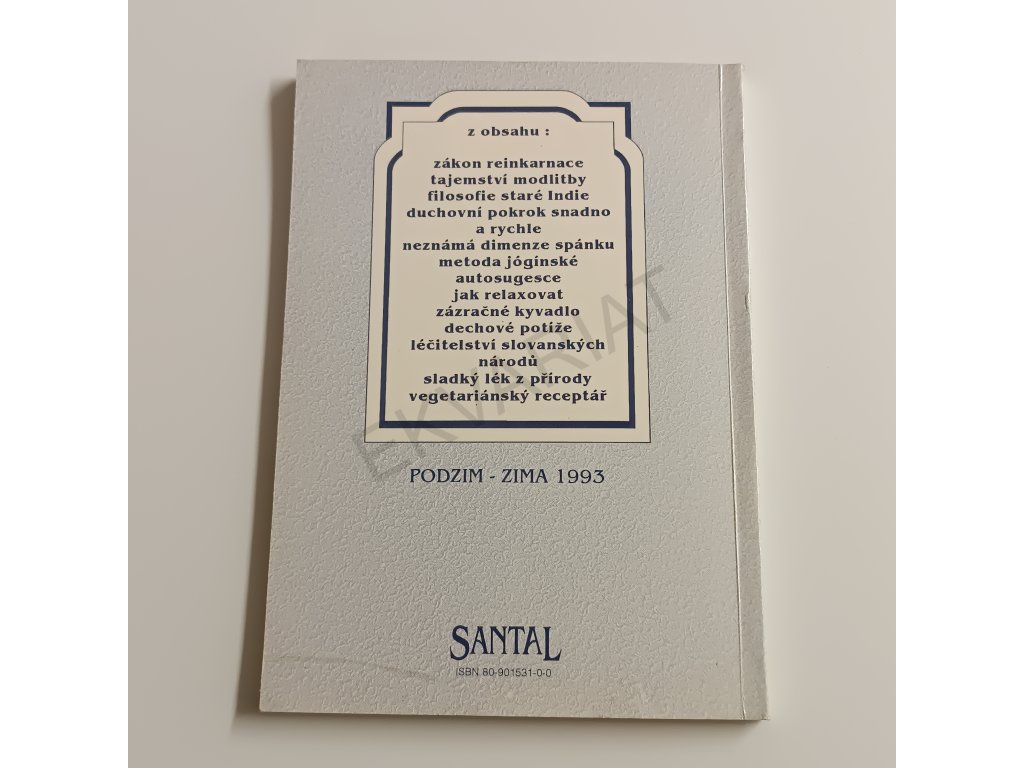 z obsahu :
zákon reinkarnace
tajemství modlitby
filosofie staré Indie
duchovní pokrok snadno
a rychle
neznámá dimenze spánku
metoda jógínské
autosugesce
jak relaxovat
zázračné kyvadlo
dechové potíže
léčitelství slovanských
národů
sladký lék z přírody
vegetariánský receptář
EKVARIAT
PODZIM - ZIMA 1993
SANTAL
ISBN 80-901531-0-0